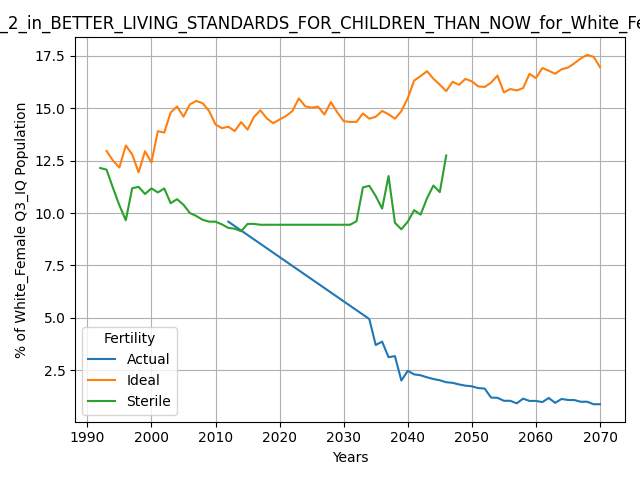 _2_in_BETTER_LIVING_STANDARDS_FOR_CHILDREN_THAN_NOW_for_White_Fe
17.5
15.0
12.5
10.0
7.5
5.0
2.5
% of White_Female Q3_IQ Population
Fertility
Actual
Ideal
Sterile
1990 2000 2010 2020 2030 2040 2050 2060 2070
Years